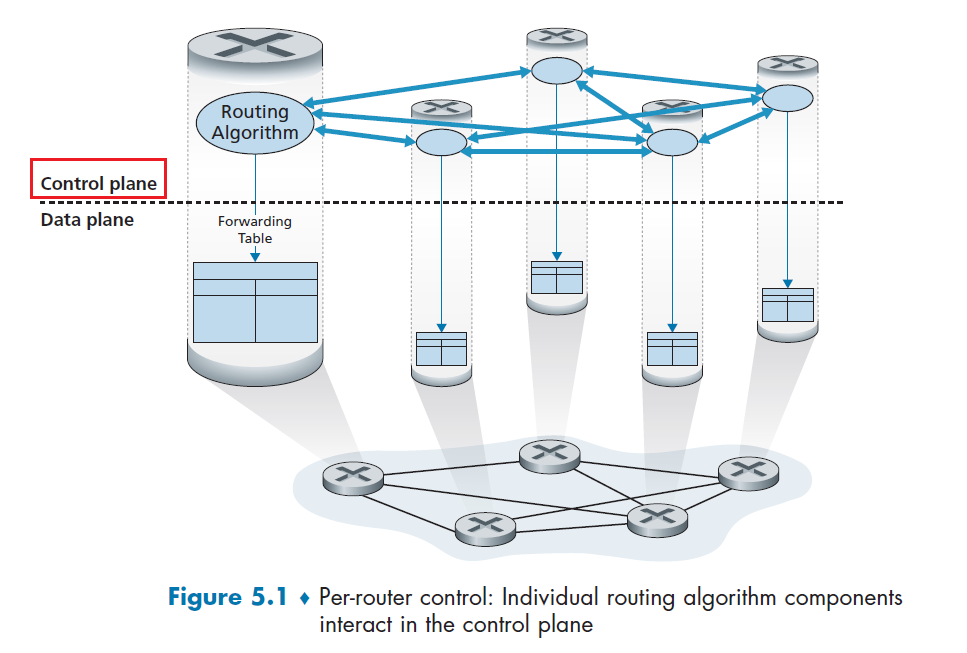 Routing
Algorithm
Control plane
Data plane
Forwarding
Table
Figure 5.1 ♦ Per-router control: Individual routing algorithm components
interact in the control plane